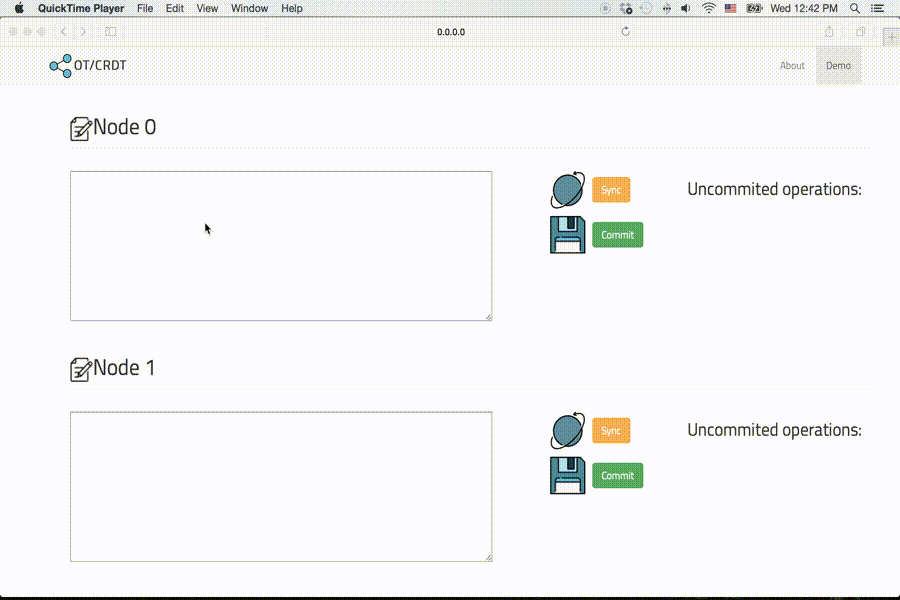 QuickTime Player File Edit View Window Help Wed 12:42 PM
0.0.0.0
OT/CRDT About Demo
Node 0
Sync Uncommited operations:
Commit
Node 1
Sync Uncommited operations:
Commit